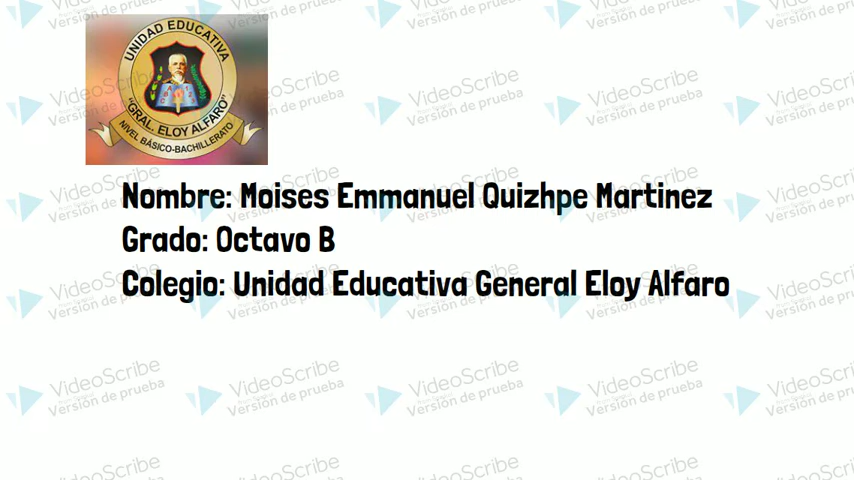 UNIDAD EDUCATIVA
"GRAL. ELOY ALFARO"
NIVEL BÁSICO-BACHILLERATO
Nombre: Moises Emmanuel Quizhpe Martinez
Grado: Octavo B
Colegio: Unidad Educativa General Eloy Alfaro
VideoScribe
Versión de prueba